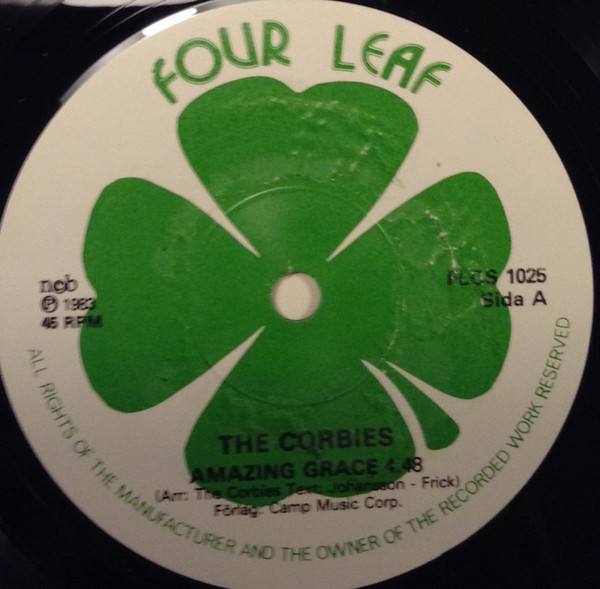 FOUR LEAF
ncb
Ⓟ 1983
45 RPM
FLCS 1025
Sida A
THE CORBIES
AMAZING GRACE 4.48
(Arr: The Corbies Text: Johansson - Frick)
Förlag: Camp Music Corp.
ALL RIGHTS OF THE MANUFACTURER AND THE OWNER OF THE RECORDED WORK RESERVED